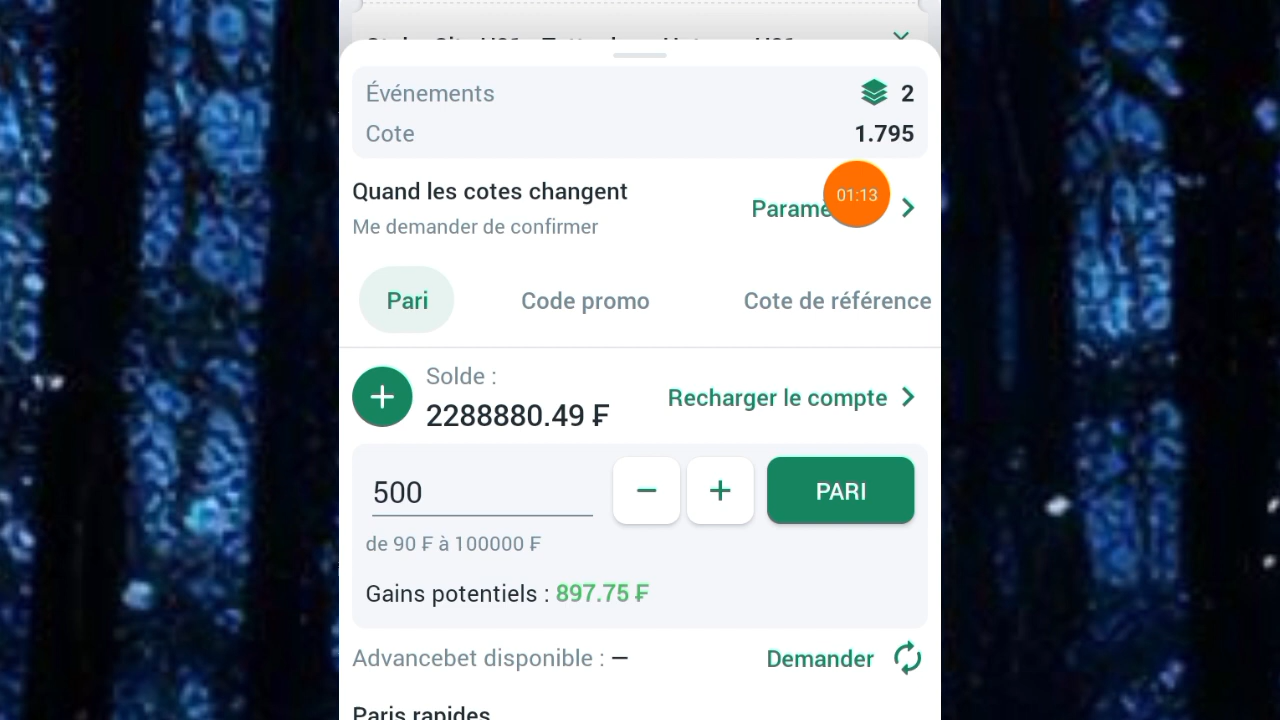 Événements
2
Cote
1.795
Quand les cotes changent
01:13
Me demander de confirmer
Pari
Code promo
Cote de référence
Solde :
2288880.49 ₣
Recharger le compte
500
PARI
de 90 ₣ à 100000 ₣
Gains potentiels : 897.75 ₣
Advancebet disponible : —
Demander
Paris rapides